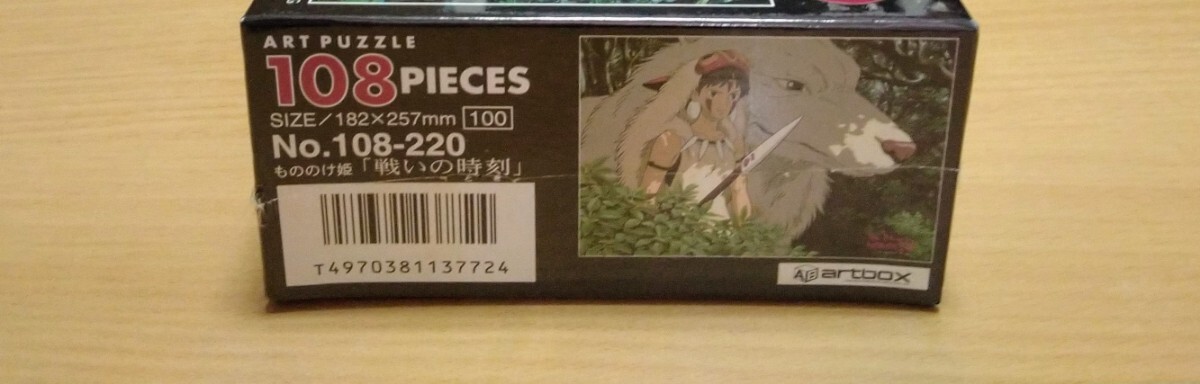 ART PUZZLE
108 PIECES
SIZE/182×257mm 100
No.108-220
もののけ姫「戦いの時刻」
T4970381137724
artbox